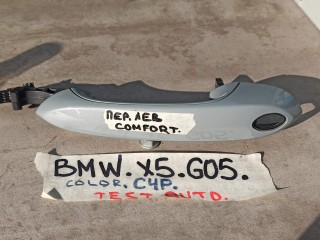 ПЕР. ЛЕВ
COMFORT.
BMW. X5. G05.
COLOR. C4P.
TEST. AUTO.